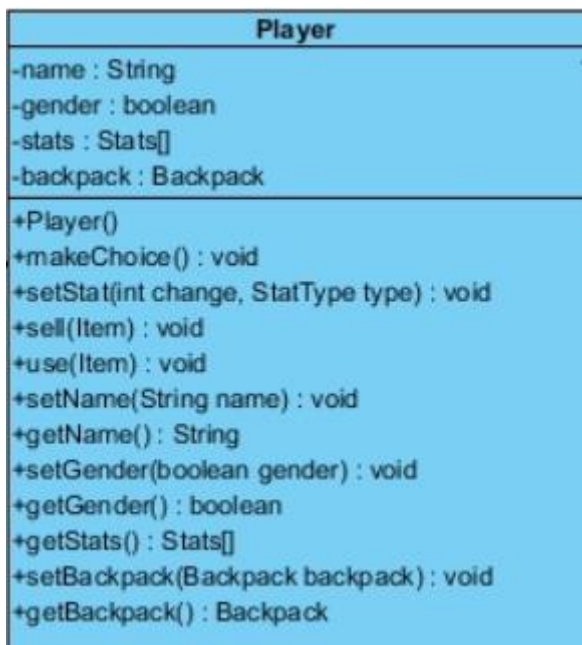 Player
-name : String
-gender : boolean
-stats : Stats[]
-backpack : Backpack
+Player()
+makeChoice() : void
+setStat(int change, StatType type) : void
+sell(Item) : void
+use(Item) : void
+setName(String name) : void
+getName() : String
+setGender(boolean gender) : void
+getGender() : boolean
+getStats() : Stats[]
+setBackpack(Backpack backpack) : void
+getBackpack() : Backpack